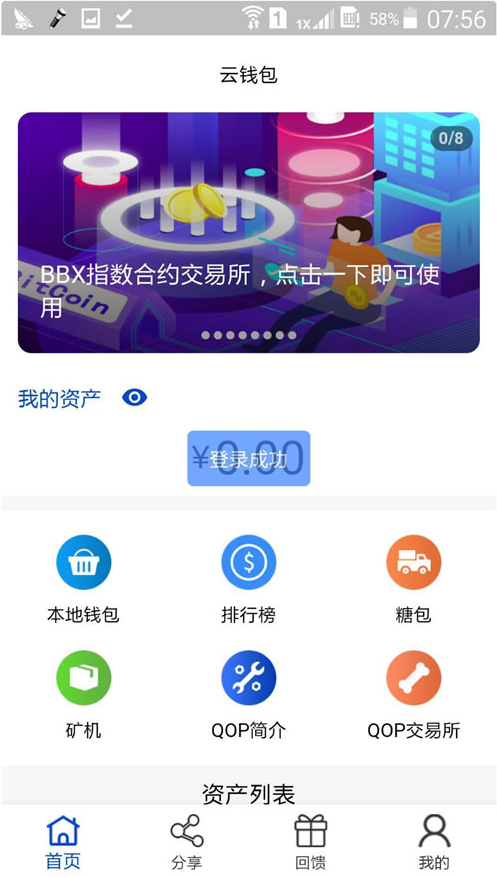 1 1X 58% 07:56
云钱包
0/8
BBX指数合约交易所，点击一下即可使
用
BitCoin
我的资产
¥0.00
登录成功
本地钱包 排行榜 糖包
矿机 QOP简介 QOP交易所
资产列表
首页 分享 回馈 我的